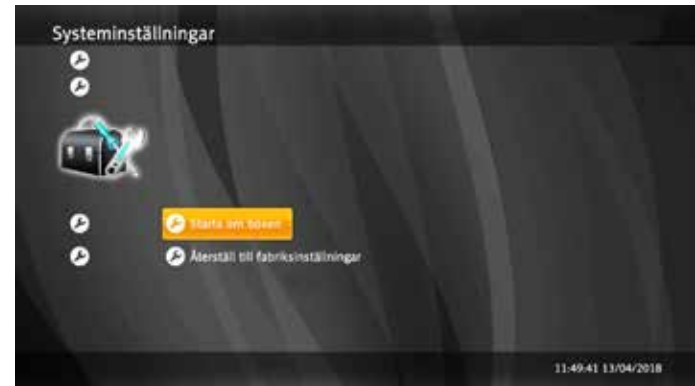 Systeminställningar
Starta om boxen
Återställ till fabriksinställningar
11:49:41 13/04/2018